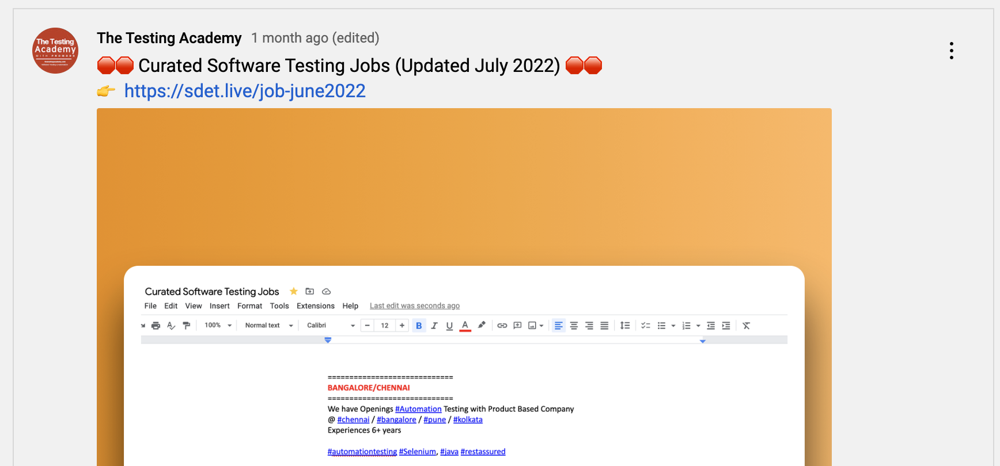 The Testing
Academy
WITH PRAMOD
The Testing Academy 1 month ago (edited)
🛑🛑 Curated Software Testing Jobs (Updated July 2022) 🛑🛑
👉 https://sdet.live/job-june2022
Curated Software Testing Jobs
File Edit View Insert Format Tools Extensions Help Last edit was seconds ago
100% Normal text Calibri − 12 + B I U A
==============================
BANGALORE/CHENNAI
==============================
We have Openings #Automation Testing with Product Based Company
@ #chennai / #bangalore / #pune / #kolkata
Experiences 6+ years
#automationtesting #Selenium, #java #restassured